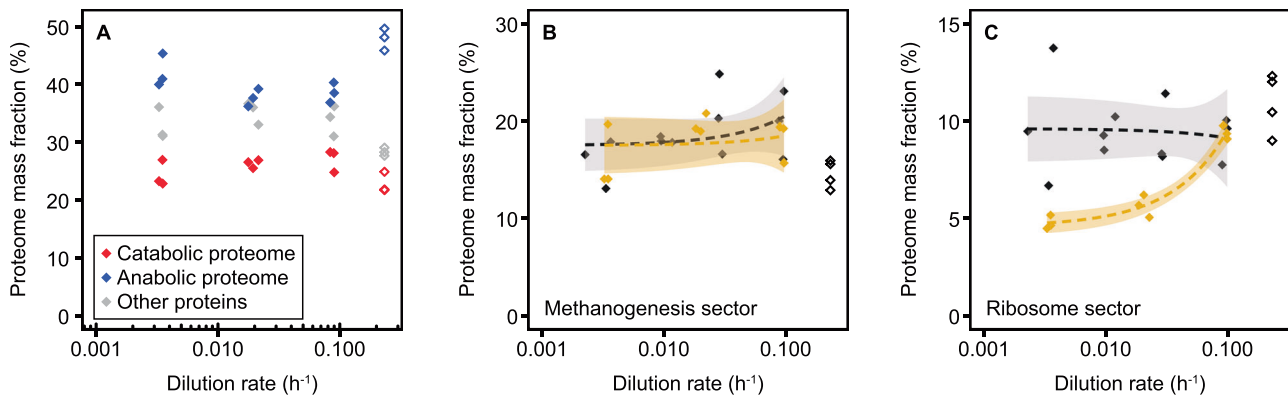 A
Proteome mass fraction (%)
50
40
30
20
10
0
Catabolic proteome
Anabolic proteome
Other proteins
0.001
0.010
0.100
Dilution rate (h⁻¹)
B
Proteome mass fraction (%)
30
20
10
0
Methanogenesis sector
0.001
0.010
0.100
Dilution rate (h⁻¹)
C
Proteome mass fraction (%)
15
10
5
0
Ribosome sector
0.001
0.010
0.100
Dilution rate (h⁻¹)